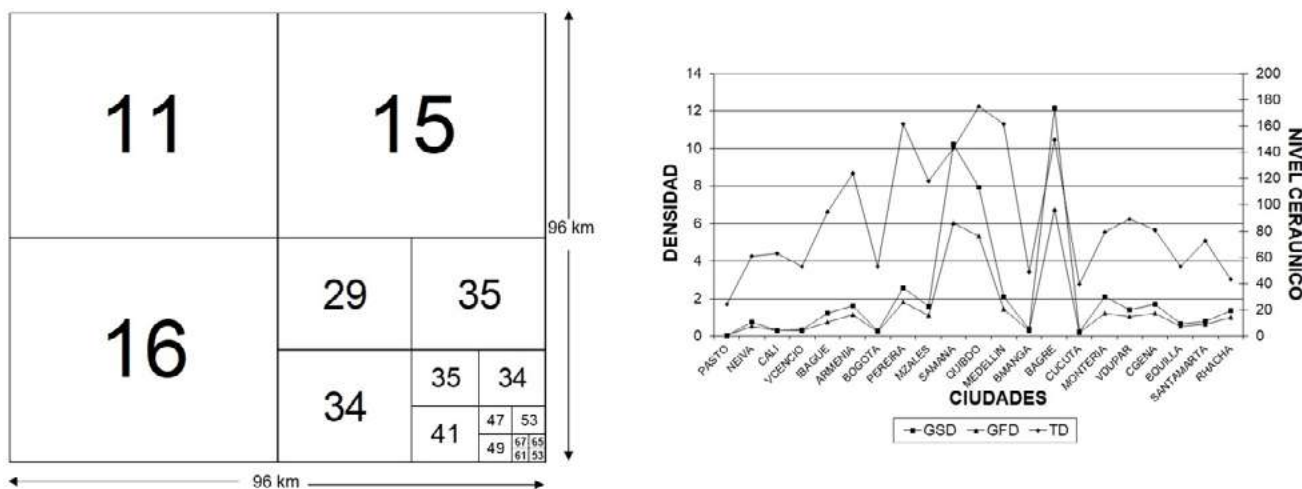 11 15
16
29 35
34
35 34
41
47 53
49
67 65
61 53
96 km
96 km
14
12
10
8
6
4
2
0
DENSIDAD
200
180
160
140
120
100
80
60
40
20
0
NIVEL CERAUNICO
PASTO
NEIVA
CALI
VCENCIO
IBAGUE
ARMENIA
BOGOTA
PEREIRA
MZALES
SAMANA
QUIBDO
MEDELLIN
BMANGA
BAGRE
CUCUTA
MONTERIA
VDUPAR
CGENA
BQUILLA
SANTAMARTA
RHACHA
CIUDADES
GSD GFD TD